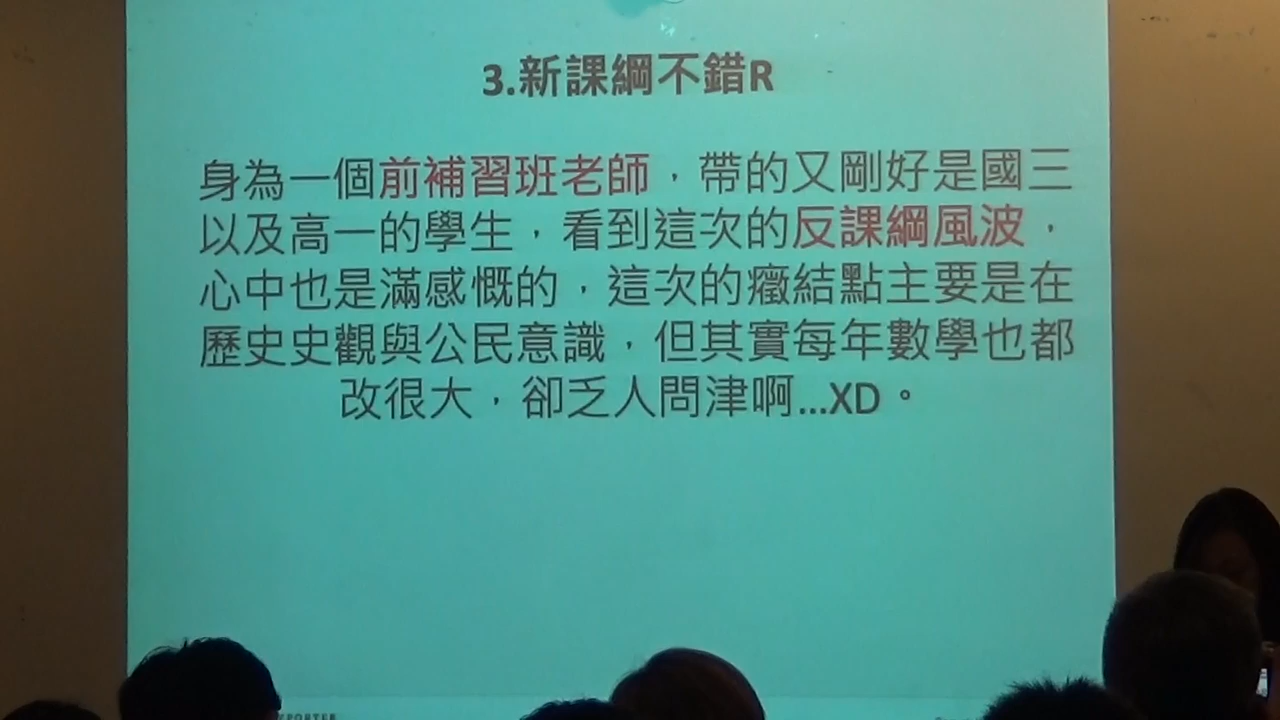 3.新課綱不錯R
身為一個前補習班老師，帶的又剛好是國三
以及高一的學生，看到這次的反課綱風波，
心中也是滿感慨的，這次的癥結點主要是在
歷史史觀與公民意識，但其實每年數學也都
改很大，卻乏人問津啊...XD。